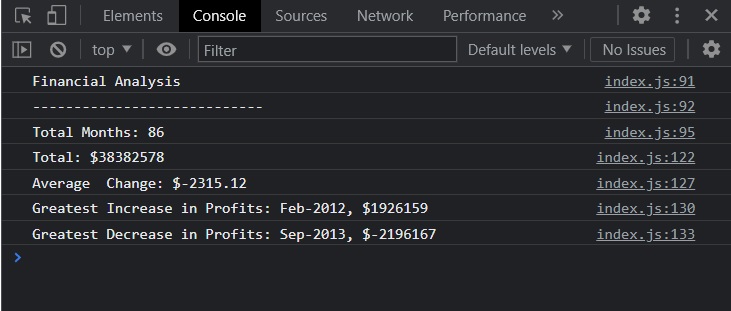 Elements Console Sources Network Performance »
top ▼ Filter Default levels ▼ No Issues
Financial Analysis index.js:91
---------------------------- index.js:92
Total Months: 86 index.js:95
Total: $38382578 index.js:122
Average  Change: $-2315.12 index.js:127
Greatest Increase in Profits: Feb-2012, $1926159 index.js:130
Greatest Decrease in Profits: Sep-2013, $-2196167 index.js:133
>